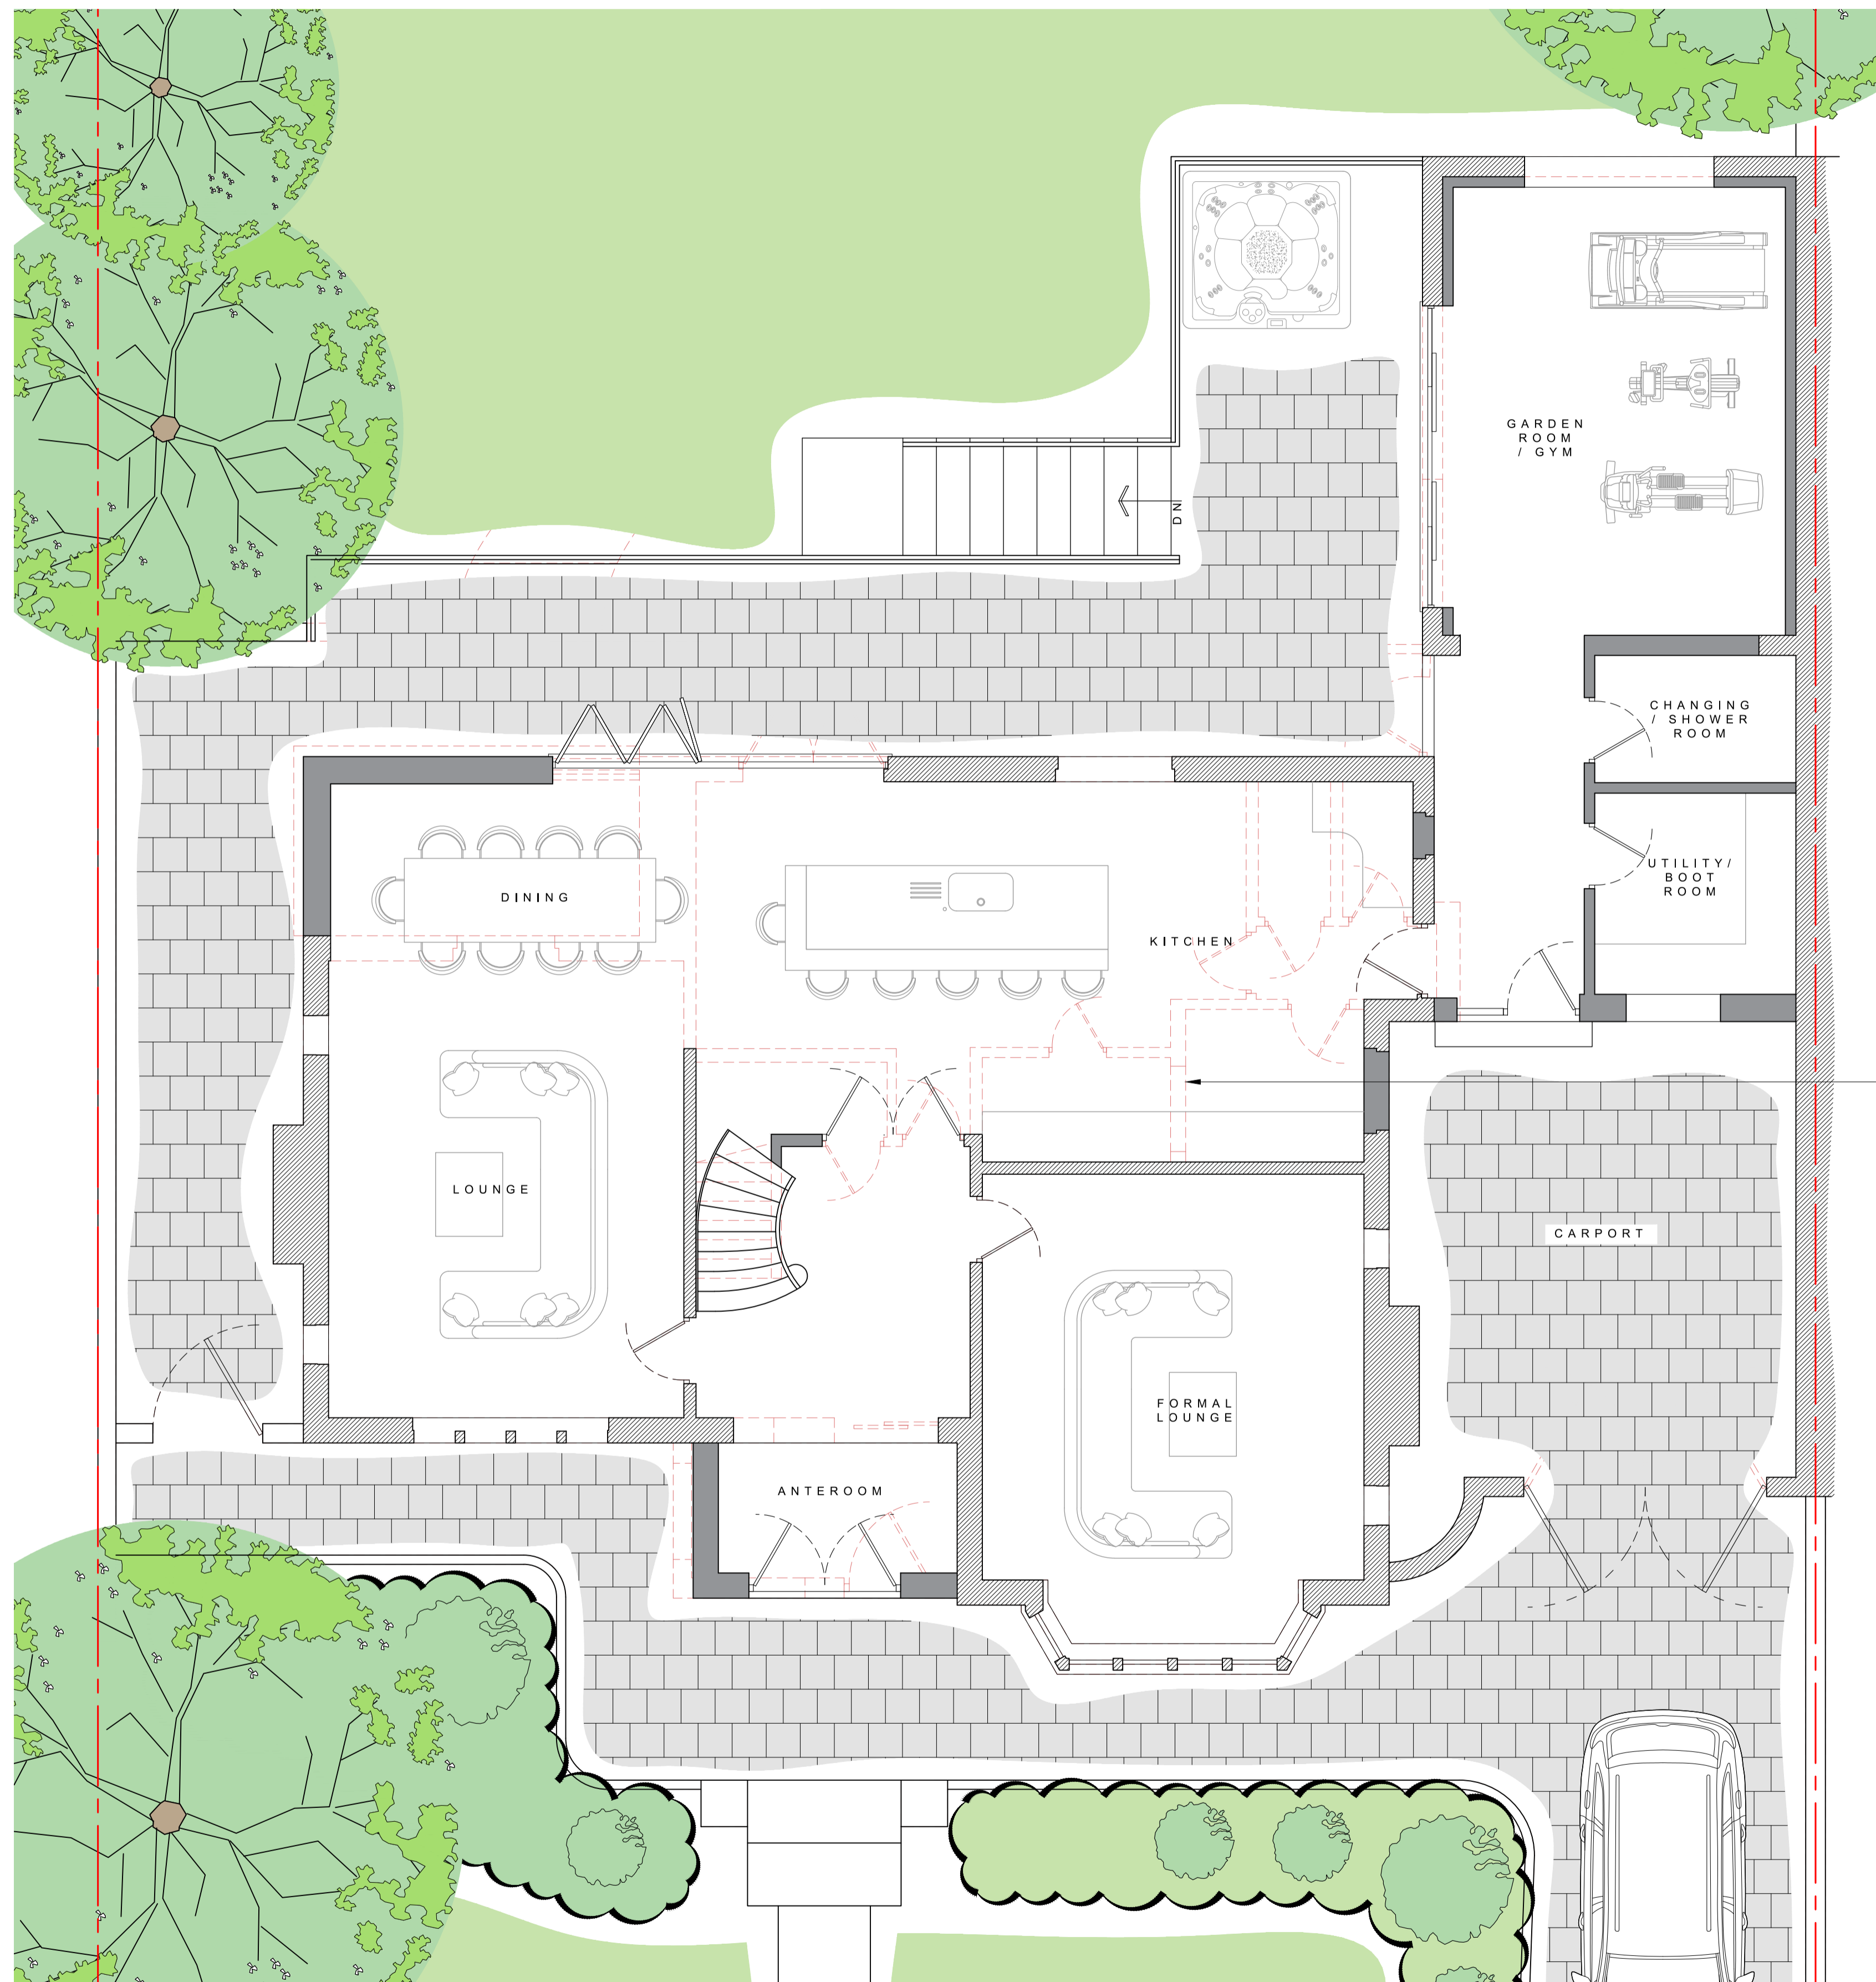 GARDEN
ROOM
/ GYM
DN
CHANGING
/ SHOWER
ROOM
UTILITY/
BOOT
ROOM
DINING
KITCHEN
LOUNGE
CARPORT
FORMAL
LOUNGE
ANTEROOM